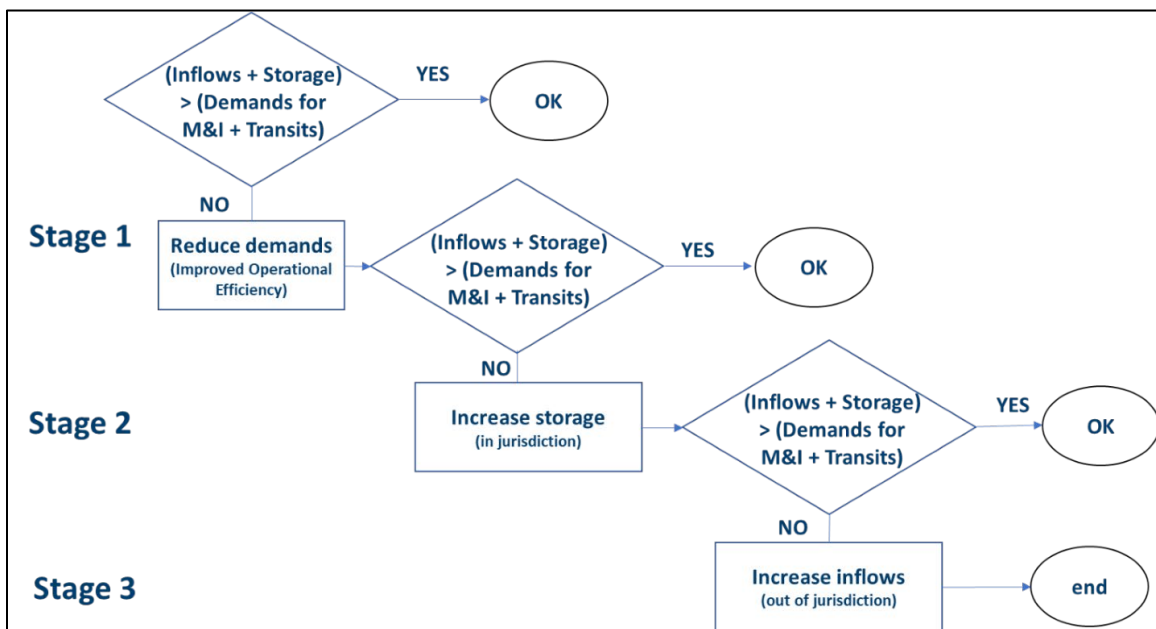 (Inflows + Storage)
> (Demands for
M&I + Transits)
YES
OK
NO
Stage 1
Reduce demands
(Improved Operational
Efficiency)
(Inflows + Storage)
> (Demands for
M&I + Transits)
YES
OK
NO
Stage 2
Increase storage
(in jurisdiction)
(Inflows + Storage)
> (Demands for
M&I + Transits)
YES
OK
NO
Stage 3
Increase inflows
(out of jurisdiction)
end